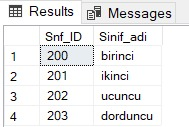 Results Messages
Snf_ID Sinif_adi
1 200 birinci
2 201 ikinci
3 202 ucuncu
4 203 dorduncu